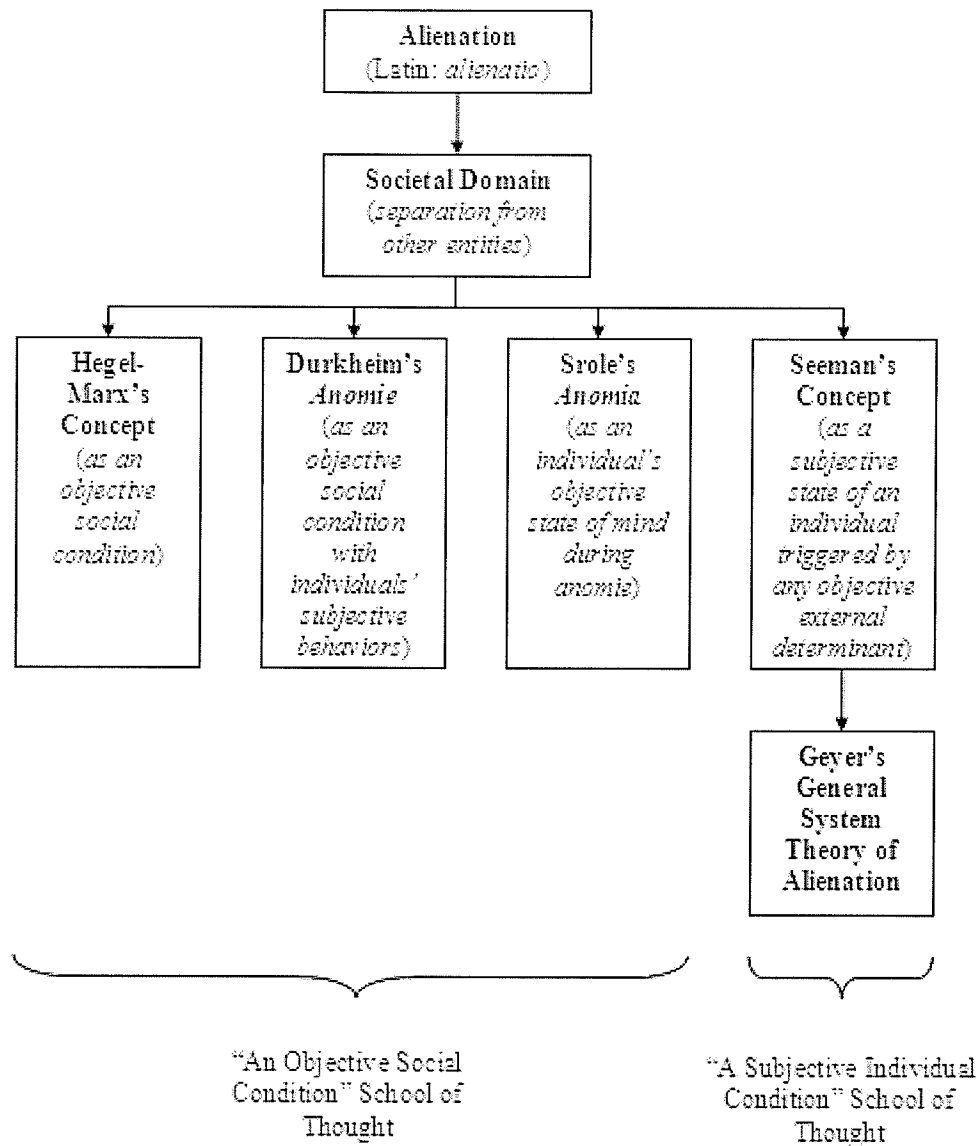 Alienation
(Latin: alienatio)
Societal Domain
(separation from
other entities)
Hegel-
Marx's
Concept
(as an
objective
social
condition)
Durkheim's
Anomie
(as an
objective
social
condition
with
individuals'
subjective
behaviors)
Srole's
Anomia
(as an
individual's
objective
state of mind
during
anomie)
Seeman's
Concept
(as a
subjective
state of an
individual
triggered by
any objective
external
determinant)
Geyer's
General
System
Theory of
Alienation
“An Objective Social
Condition” School of
Thought
“A Subjective Individual
Condition” School of
Thought